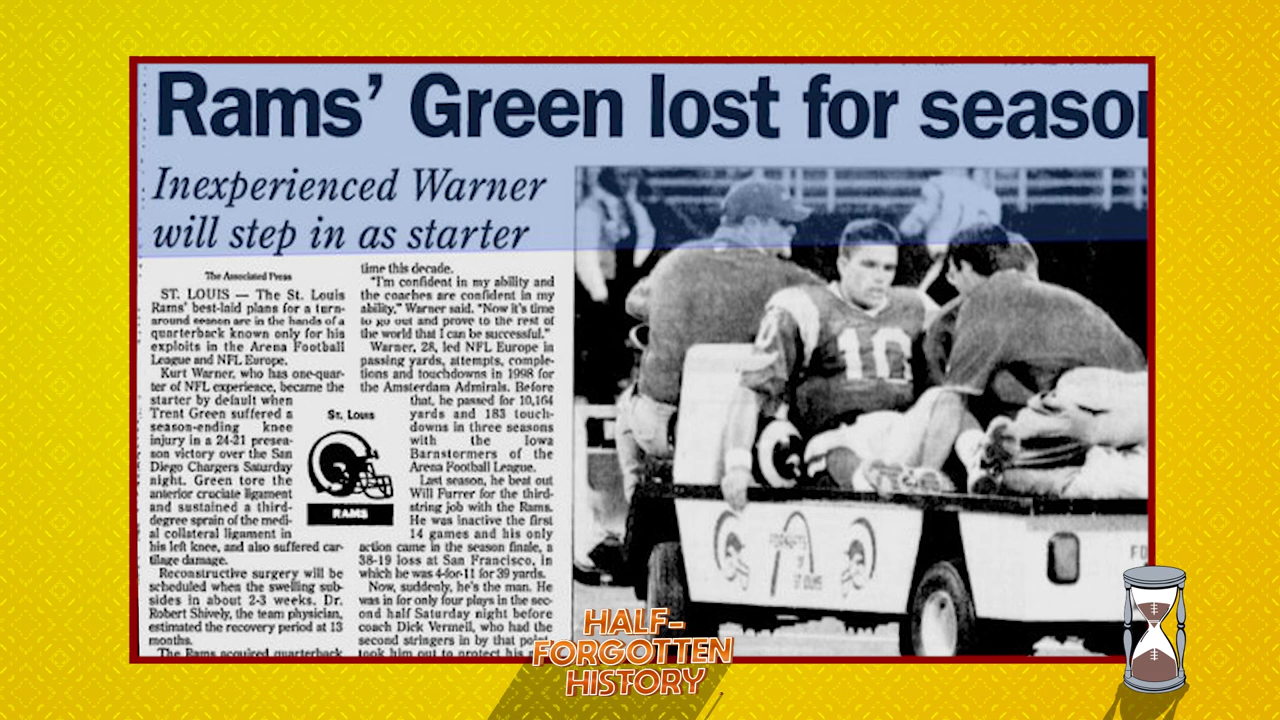 Rams' Green lost for seaso
Inexperienced Warner
will step in as starter
The Associated Press
ST. LOUIS — The St. Louis
Rams' best-laid plans for a turn-
around season are in the hands of a
quarterback known only for his
exploits in the Arena Football
League and NFL Europe.
Kurt Warner, who has one-quar-
ter of NFL experience, became the
starter by default when
Trent Green suffered a
season-ending knee
injury in a 24-21 presea-
son victory over the San
Diego Chargers Saturday
night. Green tore the
anterior cruciate ligament
and sustained a third-
degree sprain of the medi-
al collateral ligament in
his left knee, and also suffered car-
tilage damage.
Reconstructive surgery will be
scheduled when the swelling sub-
sides in about 2-3 weeks. Dr.
Robert Shively, the team physician,
estimated the recovery period at 13
months.
The Rams acquired quarterback
time this decade.
"I'm confident in my ability and
the coaches are confident in my
ability," Warner said. "Now it's time
to go out and prove to the rest of
the world that I can be successful."
Warner, 28, led NFL Europe in
passing yards, attempts, comple-
tions and touchdowns in 1998 for
the Amsterdam Admirals. Before
that, he passed for 10,164
yards and 183 touch-
downs in three seasons
with the Iowa
Barnstormers of the
Arena Football League.
Last season, he beat out
Will Furrer for the third-
string job with the Rams.
He was inactive the first
14 games and his only
action came in the season finale, a
38-19 loss at San Francisco, in
which he was 4-for-11 for 39 yards.
Now, suddenly, he's the man. He
was in for only four plays in the sec-
ond half Saturday night before
coach Dick Vermeil, who had the
second stringers in by that point,
took him out to protect his
St. Louis
RAMS
10
FO
HALF-
FORGOTTEN
HISTORY